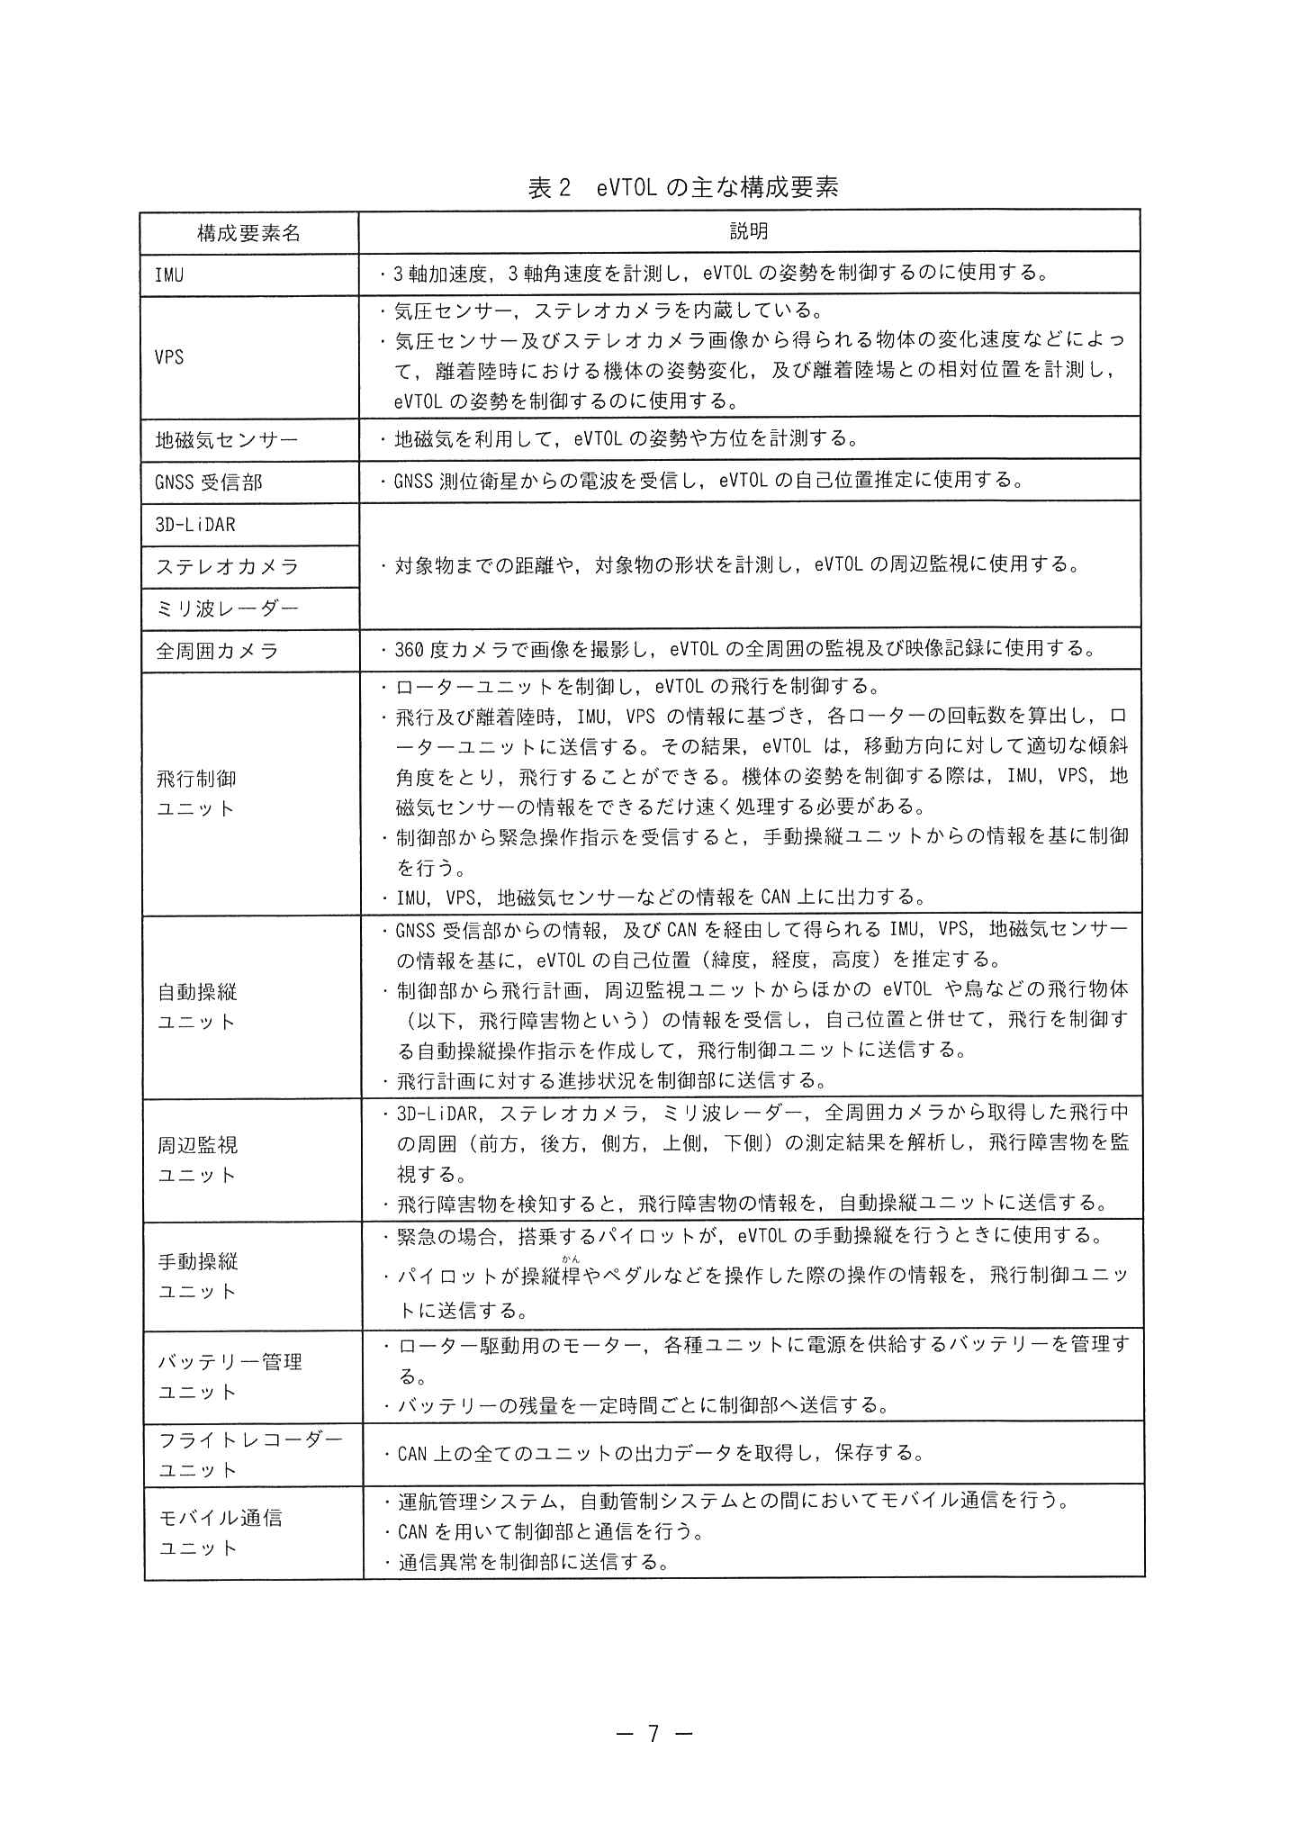 表2　eVTOLの主な構成要素
構成要素名
説明
IMU
・3軸加速度，3軸角速度を計測し，eVTOLの姿勢を制御するのに使用する。
VPS
・気圧センサー，ステレオカメラを内蔵している。
・気圧センサー及びステレオカメラ画像から得られる物体の変化速度などによっ
て，離着陸時における機体の姿勢変化，及び離着陸場との相対位置を計測し，
eVTOLの姿勢を制御するのに使用する。
地磁気センサー
・地磁気を利用して，eVTOLの姿勢や方位を計測する。
GNSS受信部
・GNSS測位衛星からの電波を受信し，eVTOLの自己位置推定に使用する。
3D-LiDAR
ステレオカメラ
ミリ波レーダー
・対象物までの距離や，対象物の形状を計測し，eVTOLの周辺監視に使用する。
全周囲カメラ
・360度カメラで画像を撮影し，eVTOLの全周囲の監視及び映像記録に使用する。
飛行制御
ユニット
・ローターユニットを制御し，eVTOLの飛行を制御する。
・飛行及び離着陸時，IMU，VPSの情報に基づき，各ローターの回転数を算出し，ロ
ーターユニットに送信する。その結果，eVTOLは，移動方向に対して適切な傾斜
角度をとり，飛行することができる。機体の姿勢を制御する際は，IMU，VPS，地
磁気センサーの情報をできるだけ速く処理する必要がある。
・制御部から緊急操作指示を受信すると，手動操縦ユニットからの情報を基に制御
を行う。
・IMU，VPS，地磁気センサーなどの情報をCAN上に出力する。
自動操縦
ユニット
・GNSS受信部からの情報，及びCANを経由して得られるIMU，VPS，地磁気センサー
の情報を基に，eVTOLの自己位置（緯度，経度，高度）を推定する。
・制御部から飛行計画，周辺監視ユニットからほかのeVTOLや鳥などの飛行物体
（以下，飛行障害物という）の情報を受信し，自己位置と併せて，飛行を制御す
る自動操縦操作指示を作成して，飛行制御ユニットに送信する。
・飛行計画に対する進捗状況を制御部に送信する。
周辺監視
ユニット
・3D-LiDAR，ステレオカメラ，ミリ波レーダー，全周囲カメラから取得した飛行中
の周囲（前方，後方，側方，上側，下側）の測定結果を解析し，飛行障害物を監
視する。
・飛行障害物を検知すると，飛行障害物の情報を，自動操縦ユニットに送信する。
手動操縦
ユニット
・緊急の場合，搭乗するパイロットが，eVTOLの手動操縦を行うときに使用する。
かん
・パイロットが操縦桿やペダルなどを操作した際の操作の情報を，飛行制御ユニッ
トに送信する。
バッテリー管理
ユニット
・ローター駆動用のモーター，各種ユニットに電源を供給するバッテリーを管理す
る。
・バッテリーの残量を一定時間ごとに制御部へ送信する。
フライトレコーダー
ユニット
・CAN上の全てのユニットの出力データを取得し，保存する。
モバイル通信
ユニット
・運航管理システム，自動管制システムとの間においてモバイル通信を行う。
・CANを用いて制御部と通信を行う。
・通信異常を制御部に送信する。
－ 7 －